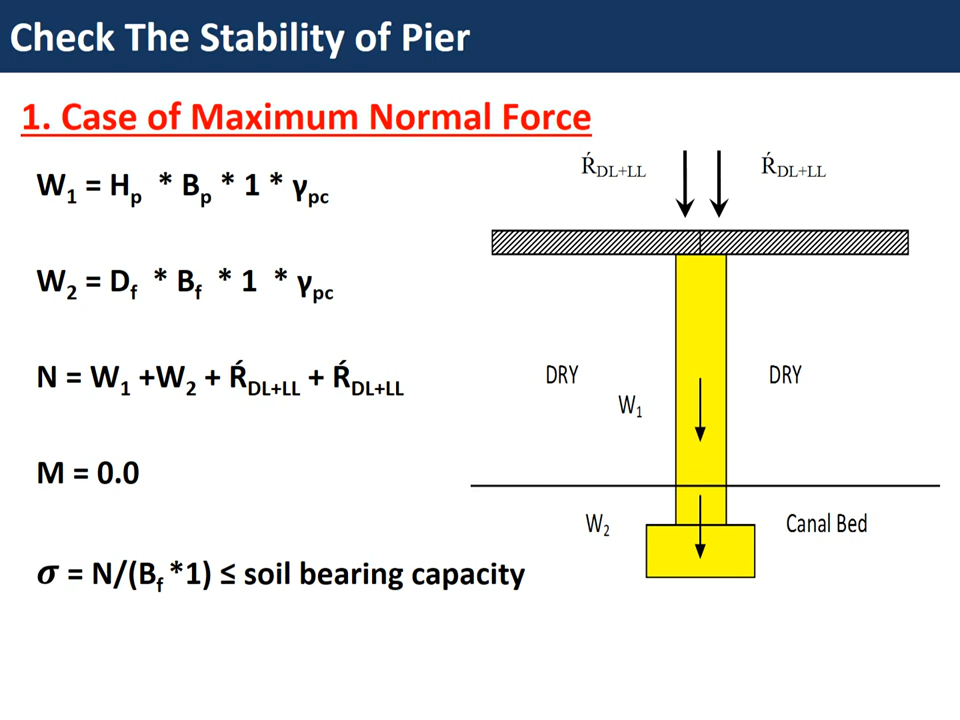 Check The Stability of Pier
1. Case of Maximum Normal Force
W₁ = Hₚ * Bₚ * 1 * γpc
W₂ = Df * Bf * 1 * γpc
N = W₁ +W₂ + ŔDL+LL + ŔDL+LL
M = 0.0
σ = N/(Bf *1) ≤ soil bearing capacity
ŔDL+LL ŔDL+LL
DRY DRY
W₁
W₂ Canal Bed